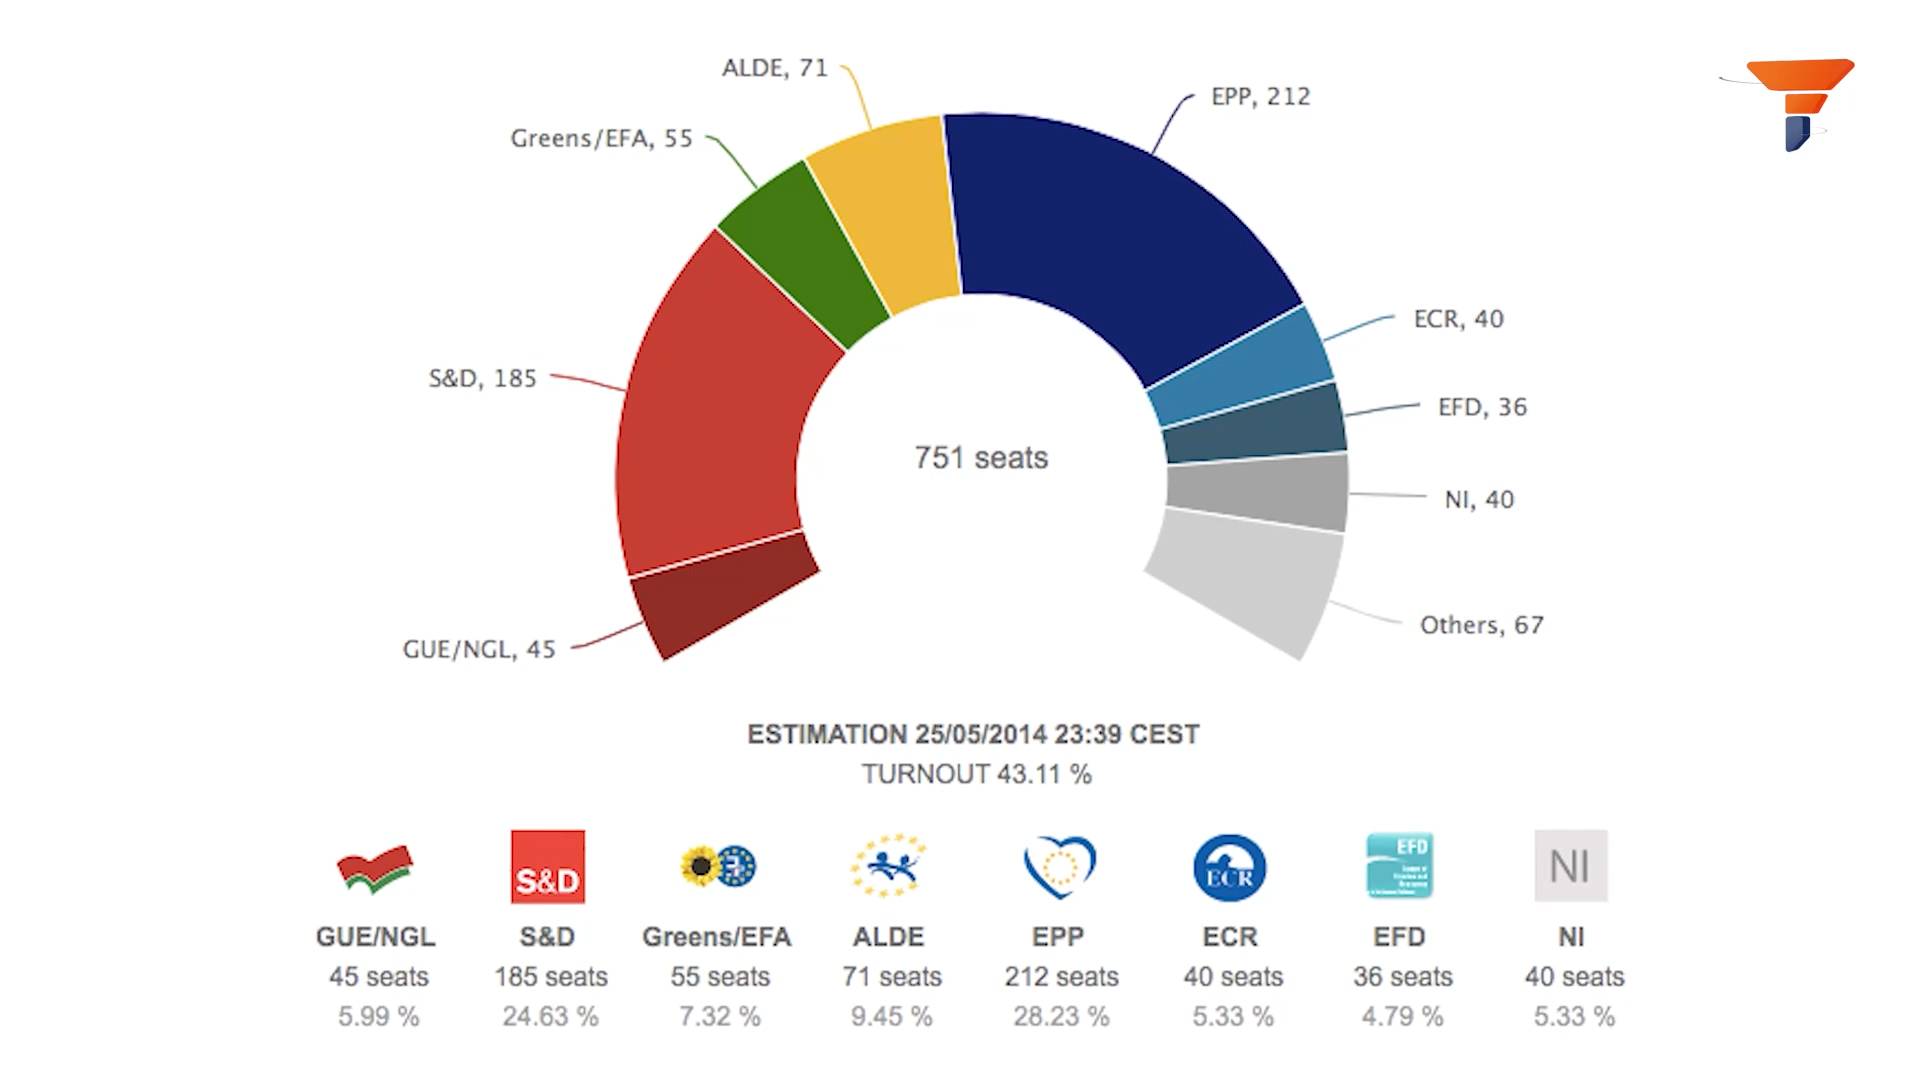 ALDE, 71
EPP, 212
Greens/EFA, 55
ECR, 40
S&D, 185
EFD, 36
751 seats
NI, 40
Others, 67
GUE/NGL, 45
ESTIMATION 25/05/2014 23:39 CEST
TURNOUT 43.11 %
S&D
ECR
EFD
NI
GUE/NGL S&D Greens/EFA ALDE EPP ECR EFD NI
45 seats 185 seats 55 seats 71 seats 212 seats 40 seats 36 seats 40 seats
5.99 % 24.63 % 7.32 % 9.45 % 28.23 % 5.33 % 4.79 % 5.33 %